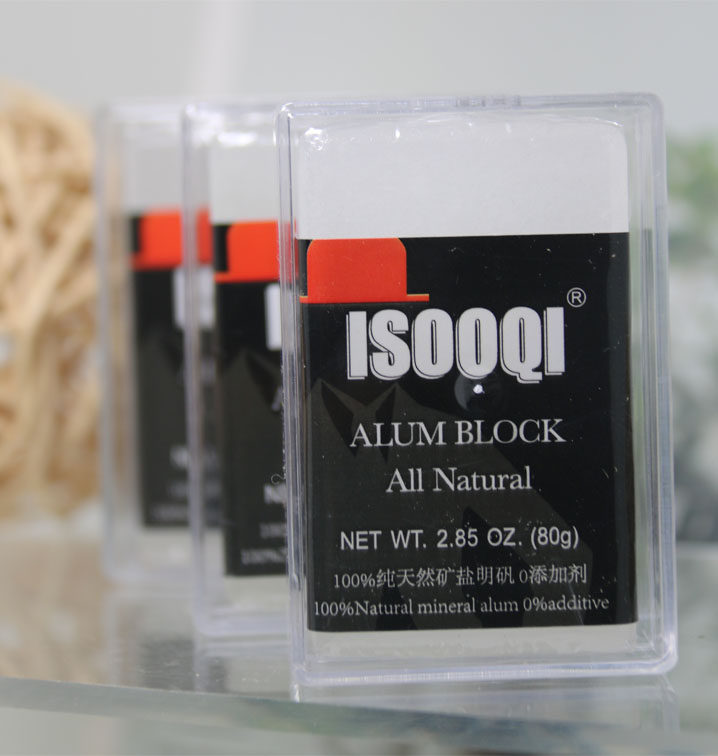 ISOOQI®
ALUM BLOCK
All Natural
NET WT. 2.85 OZ. (80g)
100%纯天然矿盐明矾 0添加剂
100%Natural mineral alum 0%additive